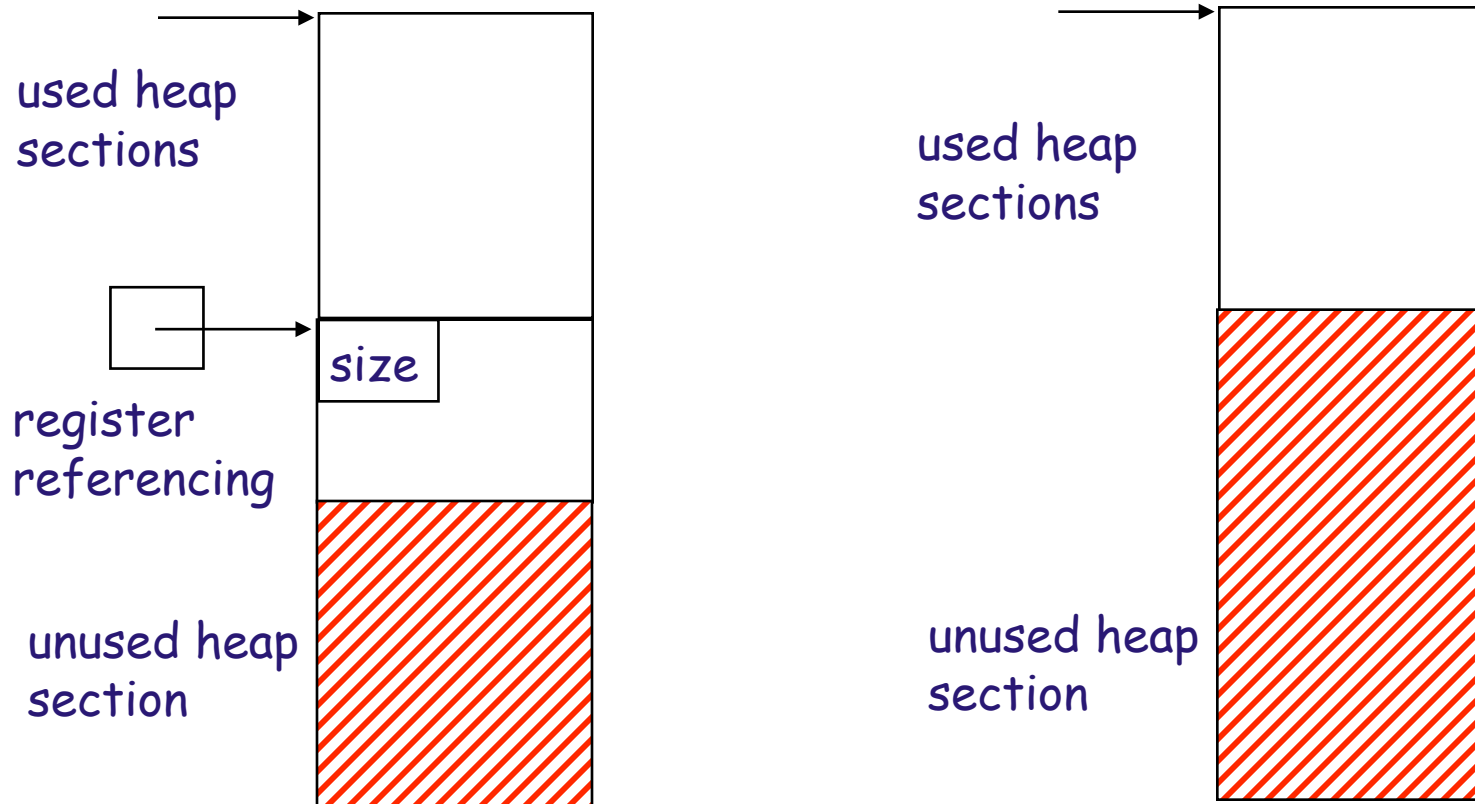 used heap
sections
size
register
referencing
unused heap
section
used heap
sections
unused heap
section